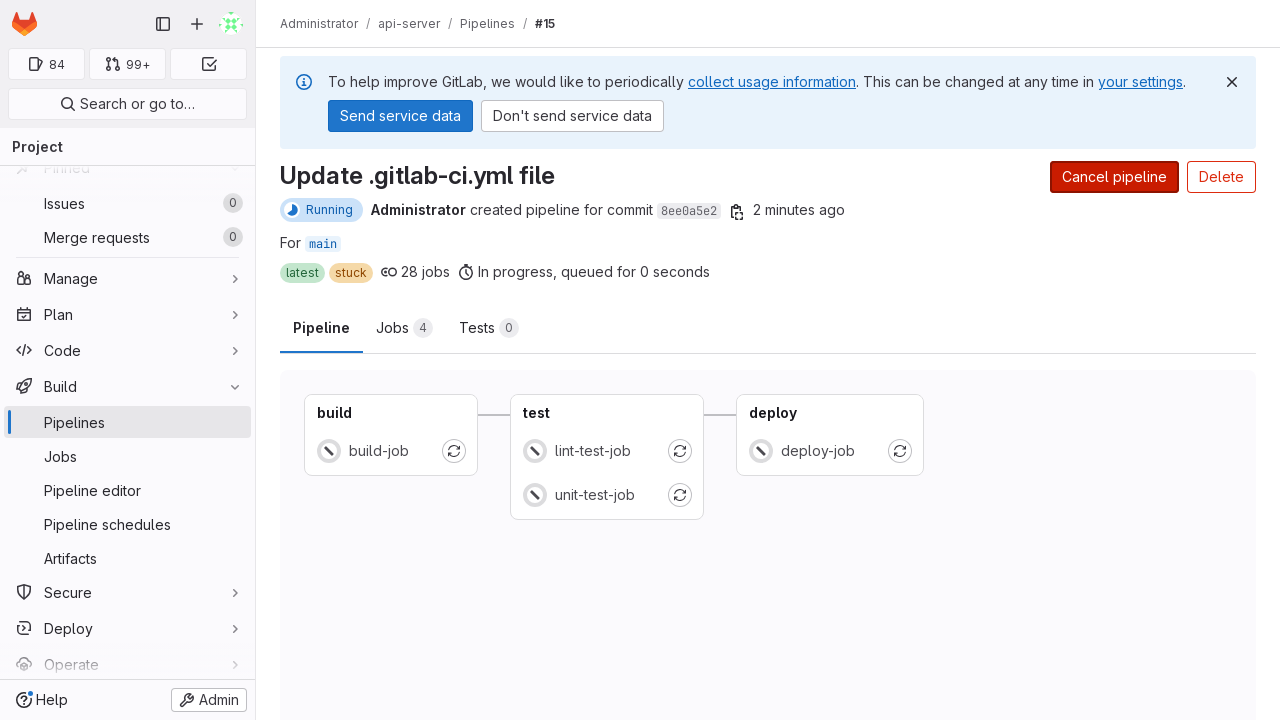 Administrator / api-server / Pipelines / #15
84
99+
Search or go to…
Project
Pinned
Issues 0
Merge requests 0
Manage
Plan
Code
Build
Pipelines
Jobs
Pipeline editor
Pipeline schedules
Artifacts
Secure
Deploy
Operate
Help
Admin
To help improve GitLab, we would like to periodically collect usage information. This can be changed at any time in your settings.
Send service data
Don't send service data
Update .gitlab-ci.yml file
Cancel pipeline
Delete
Running Administrator created pipeline for commit 8ee0a5e2 2 minutes ago
For main
latest stuck 28 jobs In progress, queued for 0 seconds
Pipeline Jobs 4 Tests 0
build
build-job
test
lint-test-job
unit-test-job
deploy
deploy-job